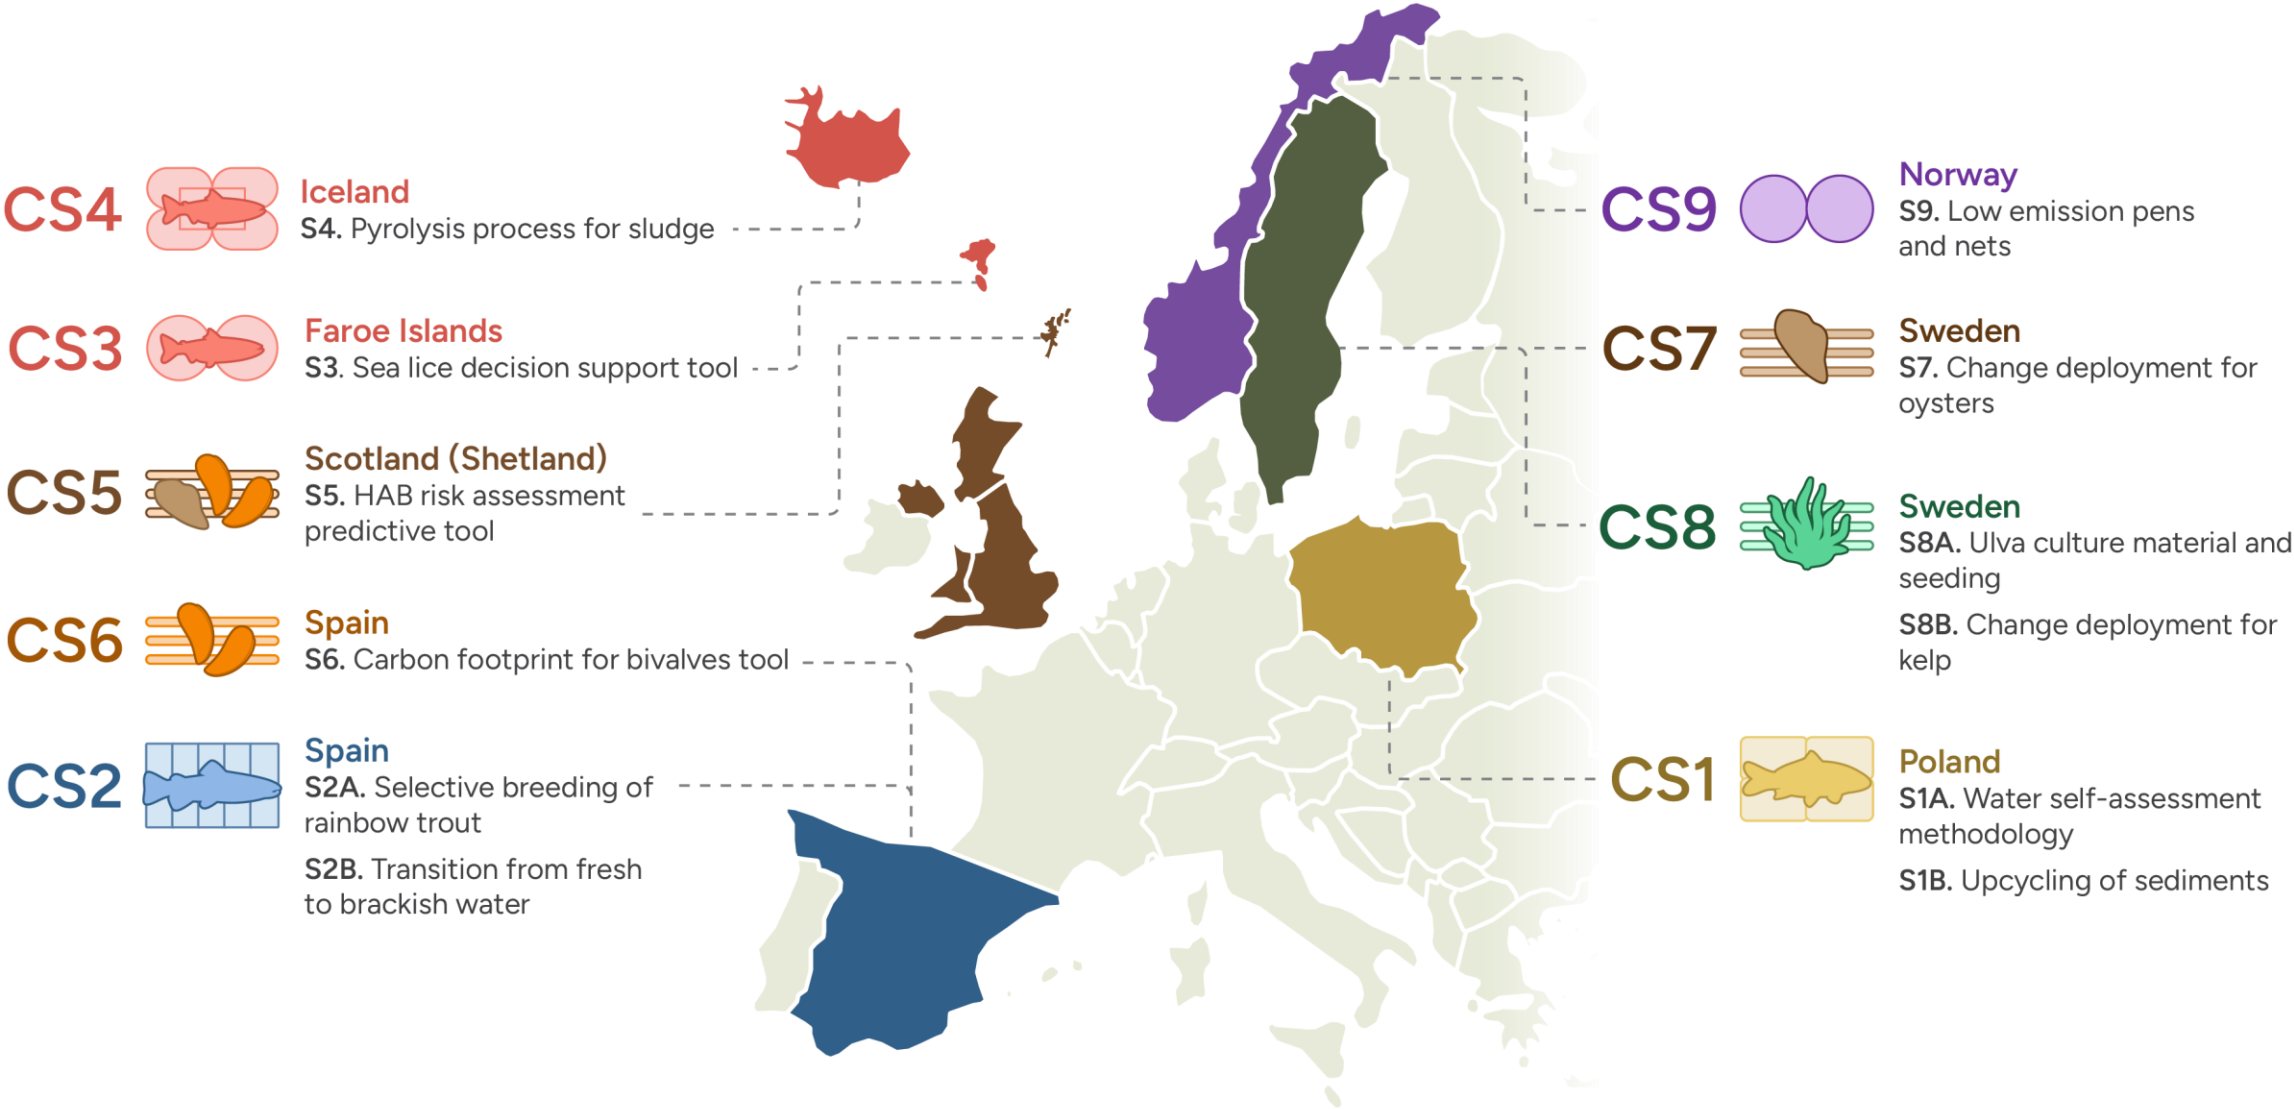 CS4
Iceland
S4. Pyrolysis process for sludge
CS3
Faroe Islands
S3. Sea lice decision support tool
CS5
Scotland (Shetland)
S5. HAB risk assessment
predictive tool
CS6
Spain
S6. Carbon footprint for bivalves tool
CS2
Spain
S2A. Selective breeding of
rainbow trout
S2B. Transition from fresh
to brackish water
CS9
Norway
S9. Low emission pens
and nets
CS7
Sweden
S7. Change deployment for
oysters
CS8
Sweden
S8A. Ulva culture material and
seeding
S8B. Change deployment for
kelp
CS1
Poland
S1A. Water self-assessment
methodology
S1B. Upcycling of sediments